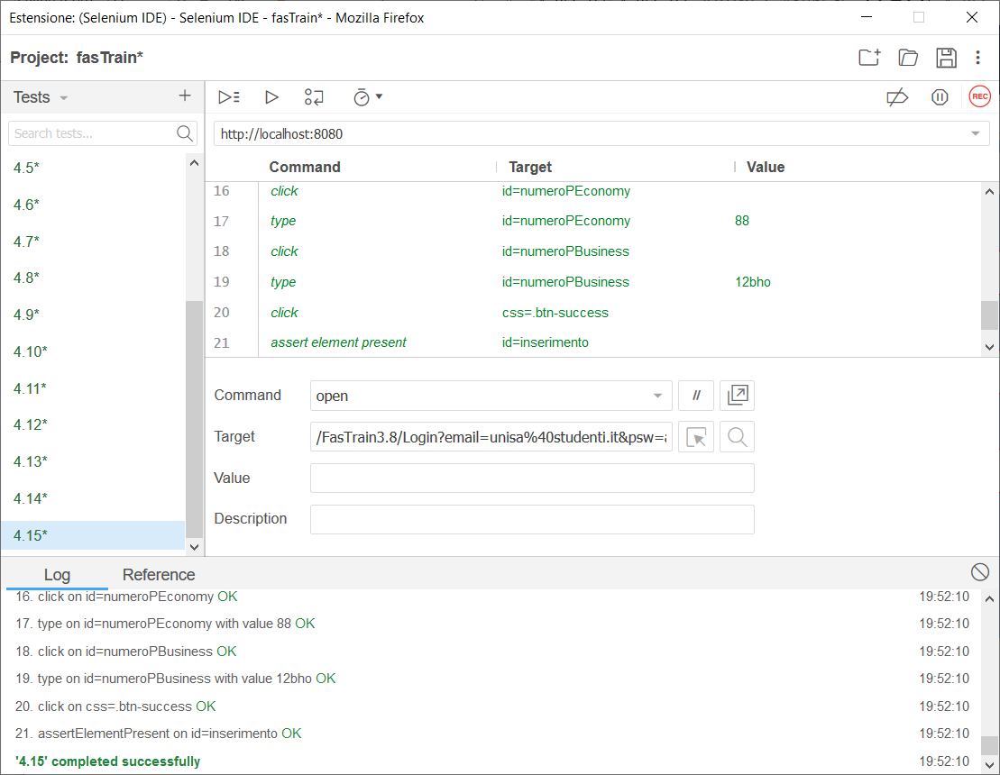 Estensione: (Selenium IDE) - Selenium IDE - fasTrain* - Mozilla Firefox
Project: fasTrain*
Tests
Search tests...
4.5*
4.6*
4.7*
4.8*
4.9*
4.10*
4.11*
4.12*
4.13*
4.14*
4.15*
REC
http://localhost:8080
Command Target Value
16 click id=numeroPEconomy
17 type id=numeroPEconomy 88
18 click id=numeroPBusiness
19 type id=numeroPBusiness 12bho
20 click css=.btn-success
21 assert element present id=inserimento
Command open //
Target /FasTrain3.8/Login?email=unisa%40studenti.it&psw=
Value
Description
Log Reference
16. click on id=numeroPEconomy OK 19:52:10
17. type on id=numeroPEconomy with value 88 OK 19:52:10
18. click on id=numeroPBusiness OK 19:52:10
19. type on id=numeroPBusiness with value 12bho OK 19:52:10
20. click on css=.btn-success OK 19:52:10
21. assertElementPresent on id=inserimento OK 19:52:10
'4.15' completed successfully 19:52:10